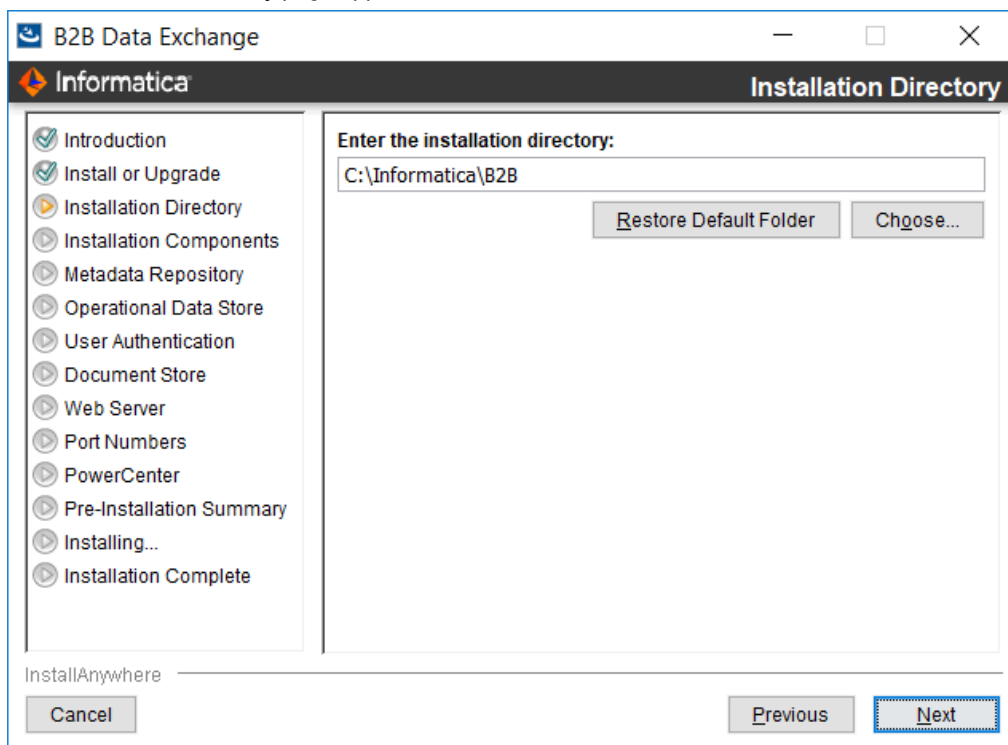 B2B Data Exchange
Informatica
Installation Directory
Introduction
Install or Upgrade
Installation Directory
Installation Components
Metadata Repository
Operational Data Store
User Authentication
Document Store
Web Server
Port Numbers
PowerCenter
Pre-Installation Summary
Installing...
Installation Complete
Enter the installation directory:
C:\Informatica\B2B
Restore Default Folder
Choose...
InstallAnywhere
Cancel
Previous
Next